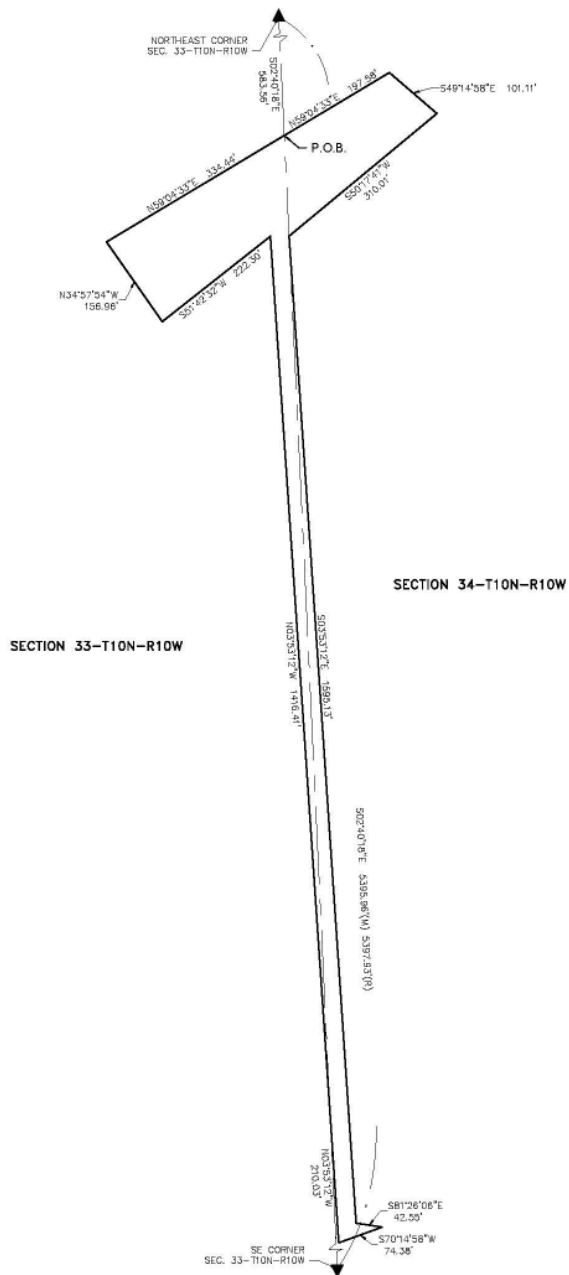 NORTHEAST CORNER
SEC. 33-T10N-R10W
S02°40'18"E
583.56'
N59°04'33"E 197.58'
S49°14'58"E 101.11'
P.O.B.
N59°04'33"E 334.44'
S50°17'41"W
310.01'
N34°57'54"W
156.96'
S51°42'32"W 222.30'
SECTION 34-T10N-R10W
SECTION 33-T10N-R10W
S03°53'12"E 1595.13'
N03°53'12"W 1416.41'
S02°40'18"E 5395.96'(M) 5397.93'(R)
N03°53'12"W
210.03'
S81°26'06"E
42.55'
S70°14'58"W
74.38'
SE CORNER
SEC. 33-T10N-R10W